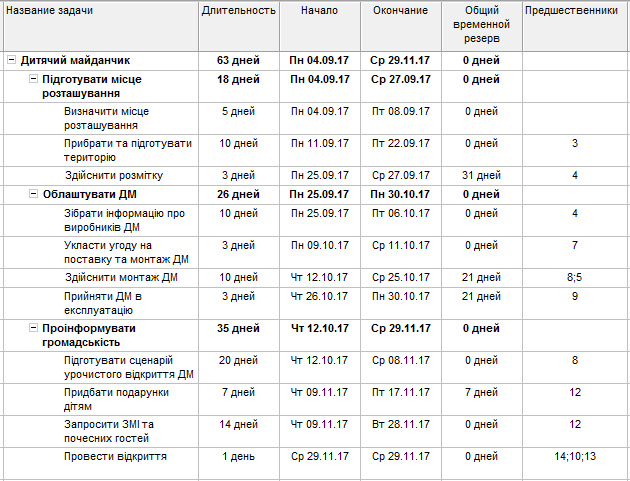 Название задачи Длительность Начало Окончание Общий временной резерв Предшественники
Дитячий майданчик 63 дней Пн 04.09.17 Ср 29.11.17 0 дней
Підготувати місце розташування 18 дней Пн 04.09.17 Ср 27.09.17 0 дней
Визначити місце розташування 5 дней Пн 04.09.17 Пт 08.09.17 0 дней
Прибрати та підготувати територію 10 дней Пн 11.09.17 Пт 22.09.17 0 дней 3
Здійснити розмітку 3 дней Пн 25.09.17 Ср 27.09.17 31 дней 4
Облаштувати ДМ 26 дней Пн 25.09.17 Пн 30.10.17 0 дней
Зібрати інформацію про виробників ДМ 10 дней Пн 25.09.17 Пт 06.10.17 0 дней 4
Укласти угоду на поставку та монтаж ДМ 3 дней Пн 09.10.17 Ср 11.10.17 0 дней 7
Здійснити монтаж ДМ 10 дней Чт 12.10.17 Ср 25.10.17 21 дней 8;5
Прийняти ДМ в експлуатацію 3 дней Чт 26.10.17 Пн 30.10.17 21 дней 9
Проінформувати громадськість 35 дней Чт 12.10.17 Ср 29.11.17 0 дней
Підготувати сценарій урочистого відкриття ДМ 20 дней Чт 12.10.17 Ср 08.11.17 0 дней 8
Придбати подарунки дітям 7 дней Чт 09.11.17 Пт 17.11.17 7 дней 12
Запросити ЗМІ та почесних гостей 14 дней Чт 09.11.17 Вт 28.11.17 0 дней 12
Провести відкриття 1 день Ср 29.11.17 Ср 29.11.17 0 дней 14;10;13